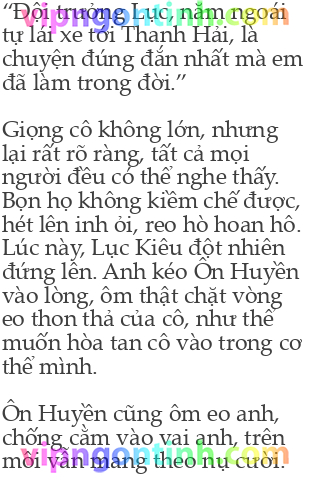 vipngontinh.com
“Đội trưởng Lục, năm ngoái
tự lái xe tới Thanh Hải, là
chuyện đúng đắn nhất mà em
đã làm trong đời.”
Giọng cô không lớn, nhưng
lại rất rõ ràng, tất cả mọi
người đều có thể nghe thấy.
Bọn họ không kiềm chế được,
hét lên inh ỏi, reo hò hoan hô.
Lúc này, Lục Kiêu đột nhiên
đứng lên. Anh kéo Ôn Huyền
vào lòng, ôm thật chặt vòng
eo thon thả của cô, như thể
muốn hòa tan cô vào trong cơ
thể mình.
Ôn Huyền cũng ôm eo anh,
chống cằm vào vai anh, trên
môi vẫn mang theo nụ cười.
vipngontinh.com